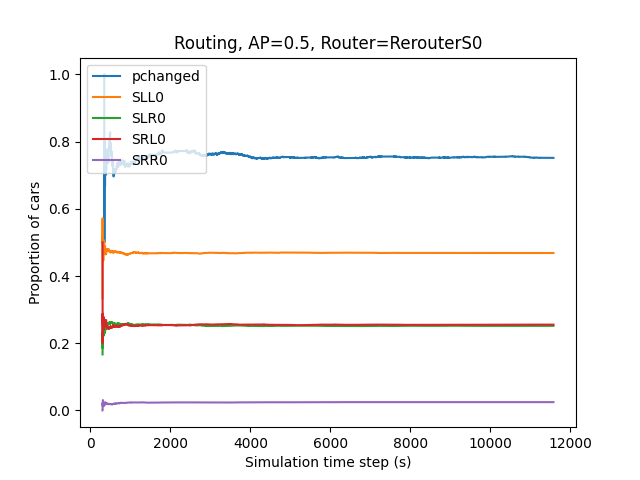 Routing, AP=0.5, Router=RerouterS0
pchanged
SLL0
SLR0
SRL0
SRR0
1.0
0.8
0.6
0.4
0.2
0.0
Proportion of cars
0
2000
4000
6000
8000
10000
12000
Simulation time step (s)